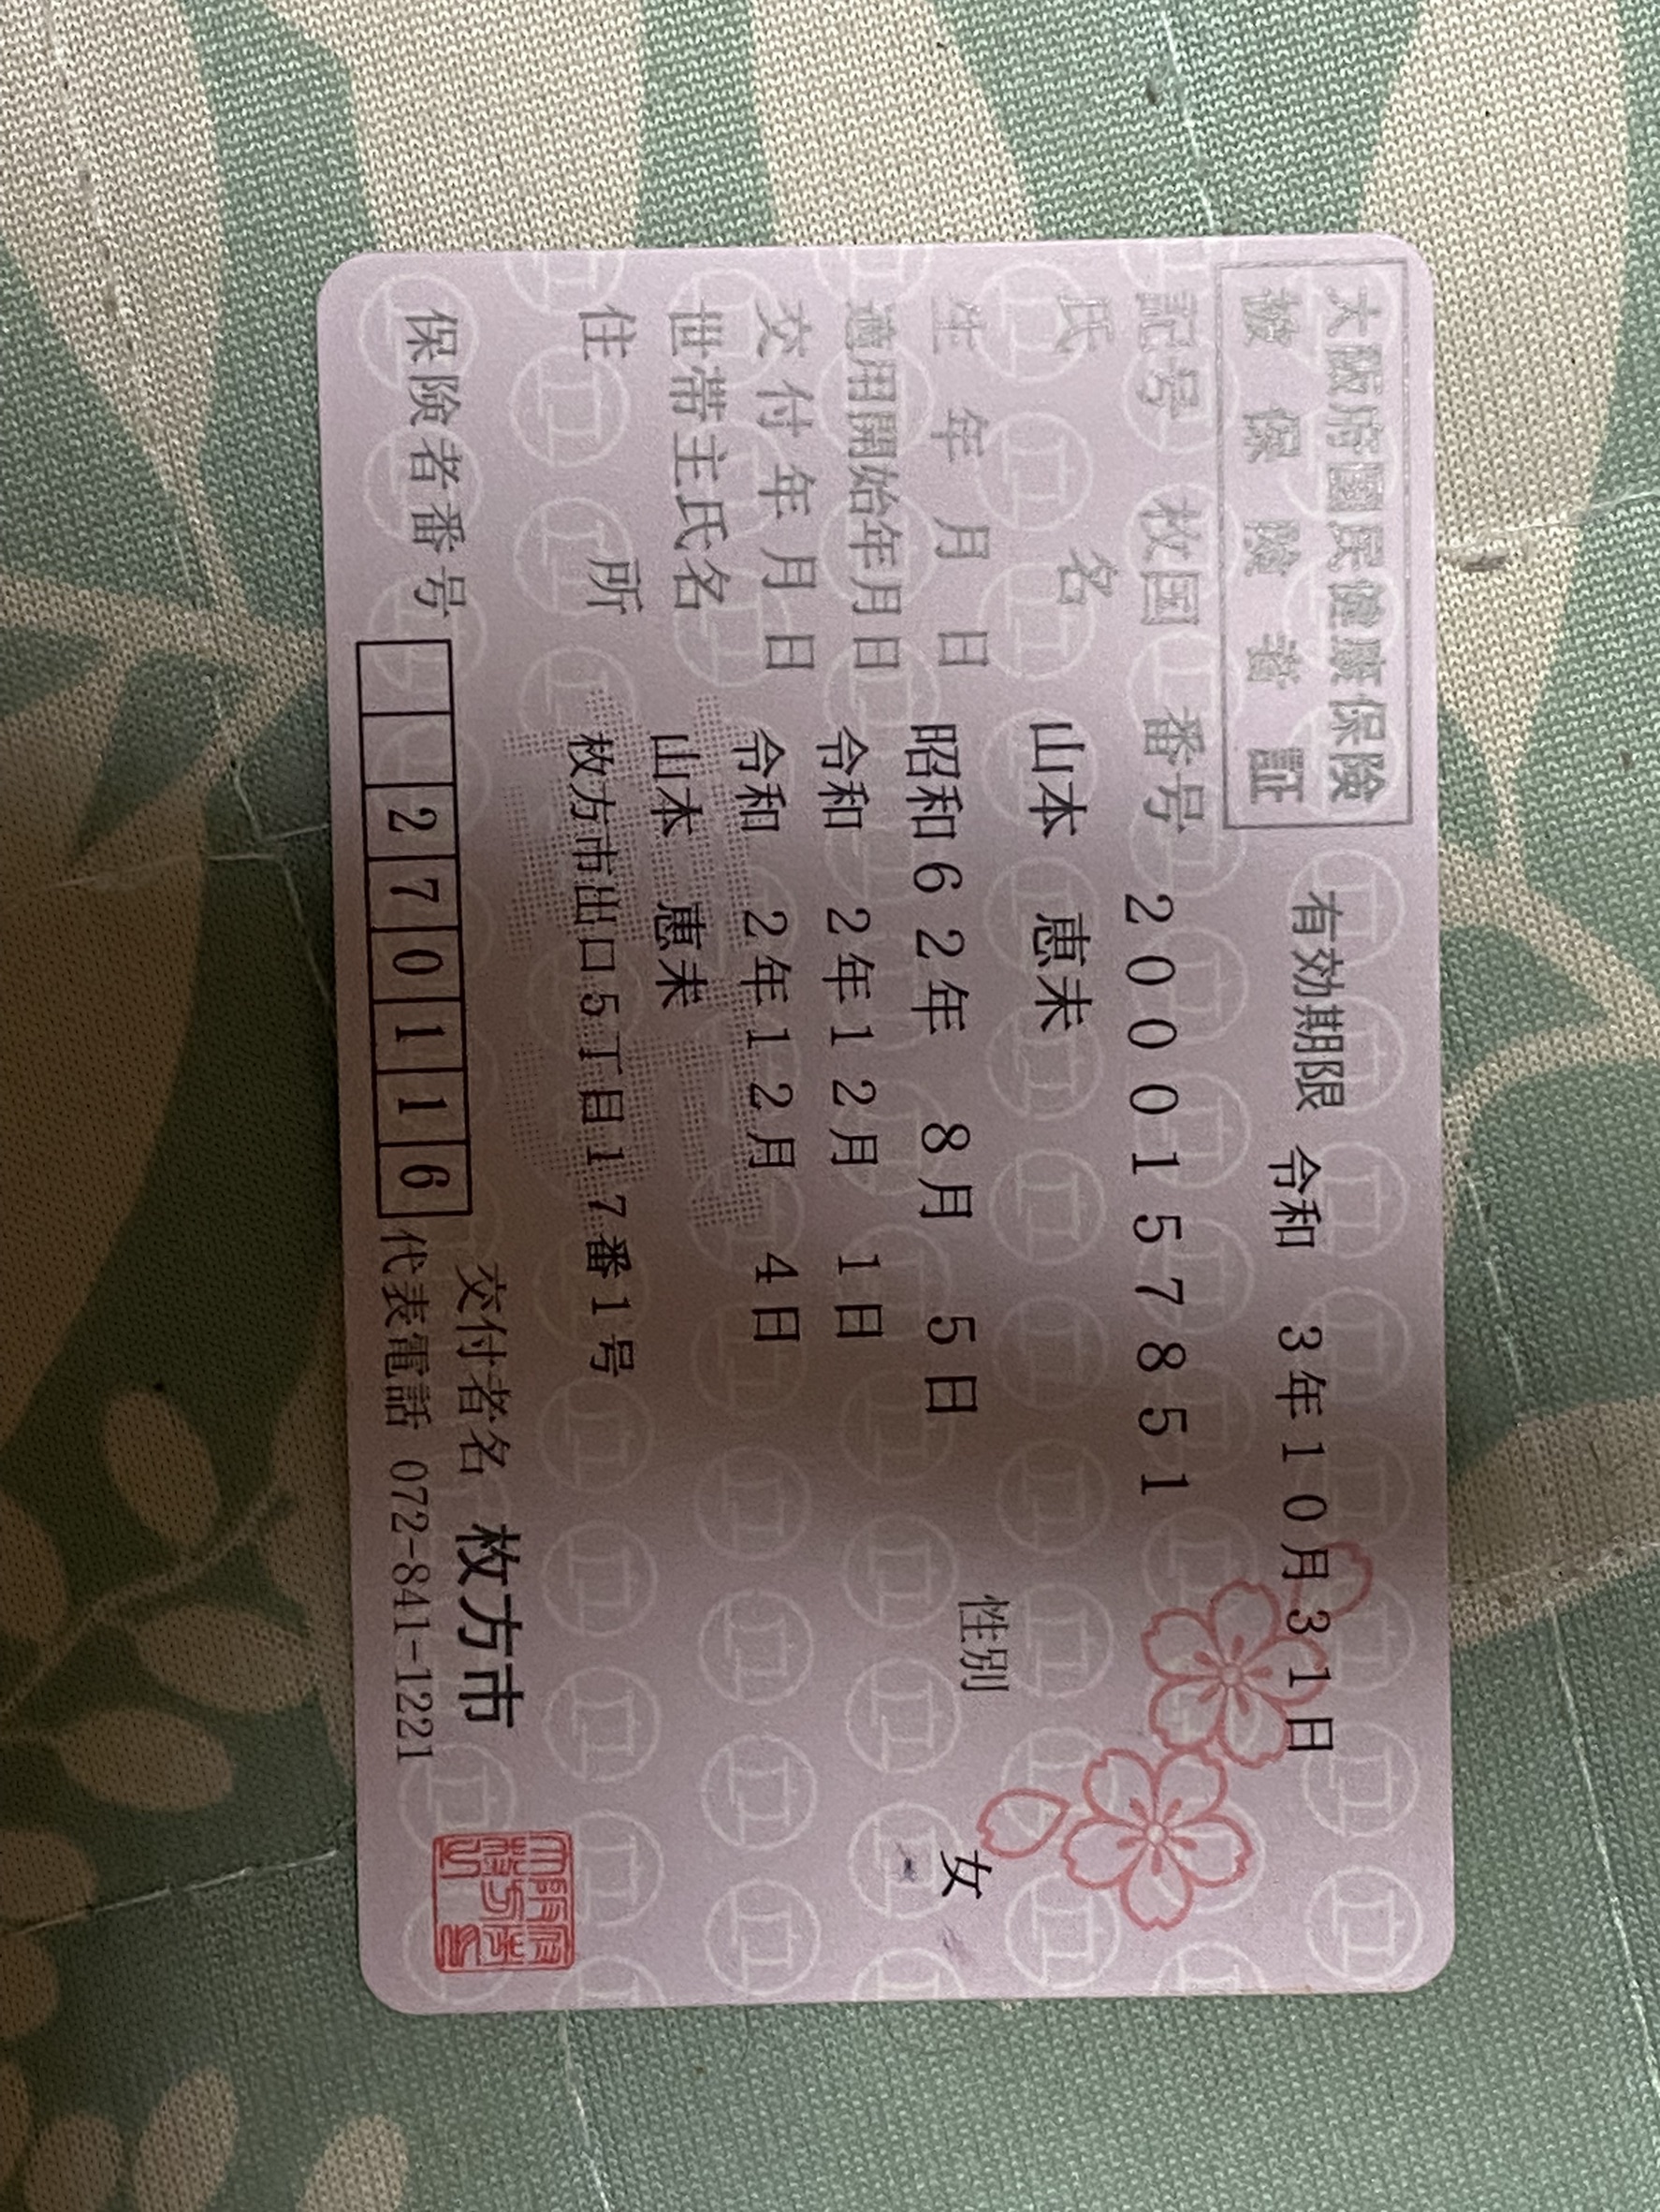 大阪府国民健康保険
被保険者証
有効期限 令和 3年10月31日
記号 枚国 番号 20001578 51
氏名 山本 恵未
生年月日 昭和62年 8月 5日 性別 女
適用開始年月日 令和 2年12月 1日
交付年月日 令和 2年12月 4日
世帯主氏名 山本 恵未
住所 枚方市出口5丁目17番1号
保険者番号 270116
交付者名 枚方市
代表電話 072-841-1221